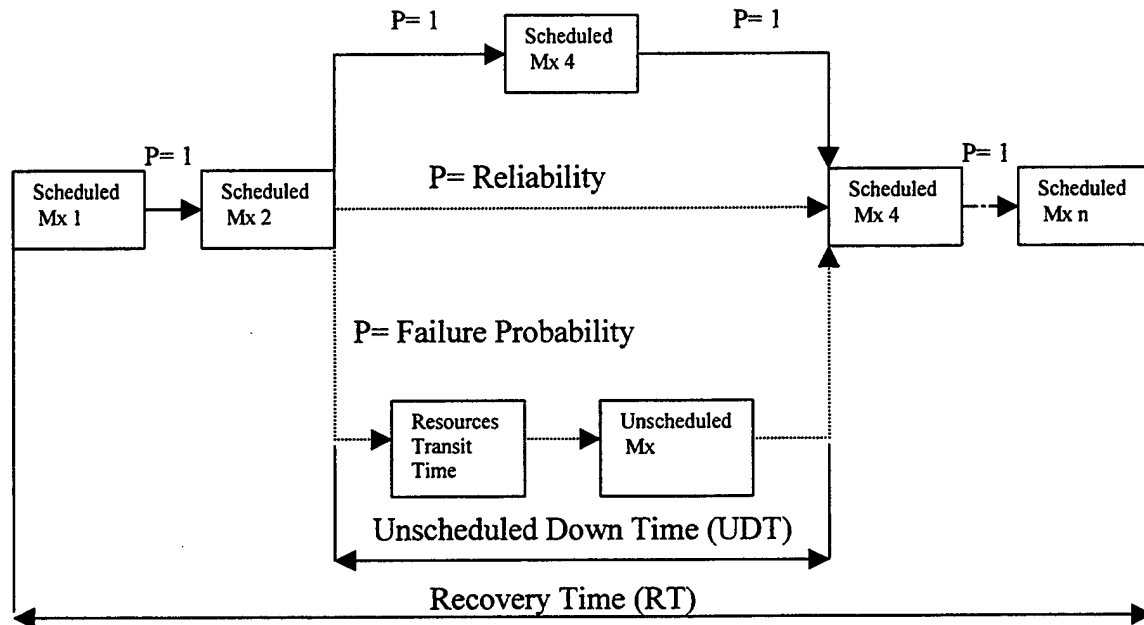 P= 1
P= 1
Scheduled
Mx 4
P= 1
P= 1
Scheduled
Mx 1
Scheduled
Mx 2
P= Reliability
Scheduled
Mx 4
Scheduled
Mx n
P= Failure Probability
Resources
Transit
Time
Unscheduled
Mx
Unscheduled Down Time (UDT)
Recovery Time (RT)